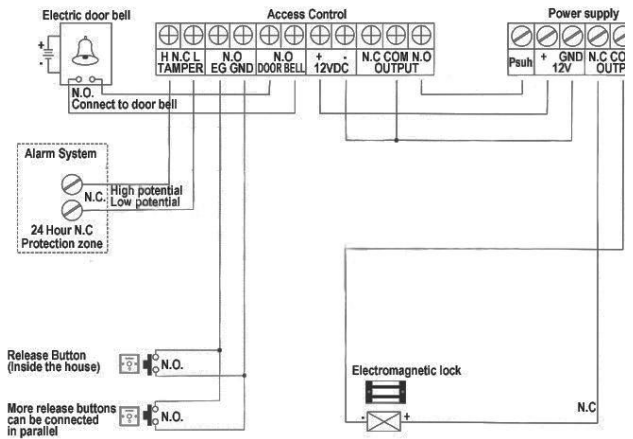 Electric door bell
Access Control
Power supply
+
-
H N.C L
TAMPER
N.O
EG GND
N.O
DOOR BELL
+ -
12VDC
N.C COM N.O
OUTPUT
Psuh
+ GND
12V
N.C CO
OUTP
N.O.
Connect to door bell
Alarm System
N.C.
High potential
Low potential
24 Hour N.C
Protection zone
Release Button
(Inside the house)
N.O.
More release buttons
can be connected
in parallel
N.O.
Electromagnetic lock
- +
N.C